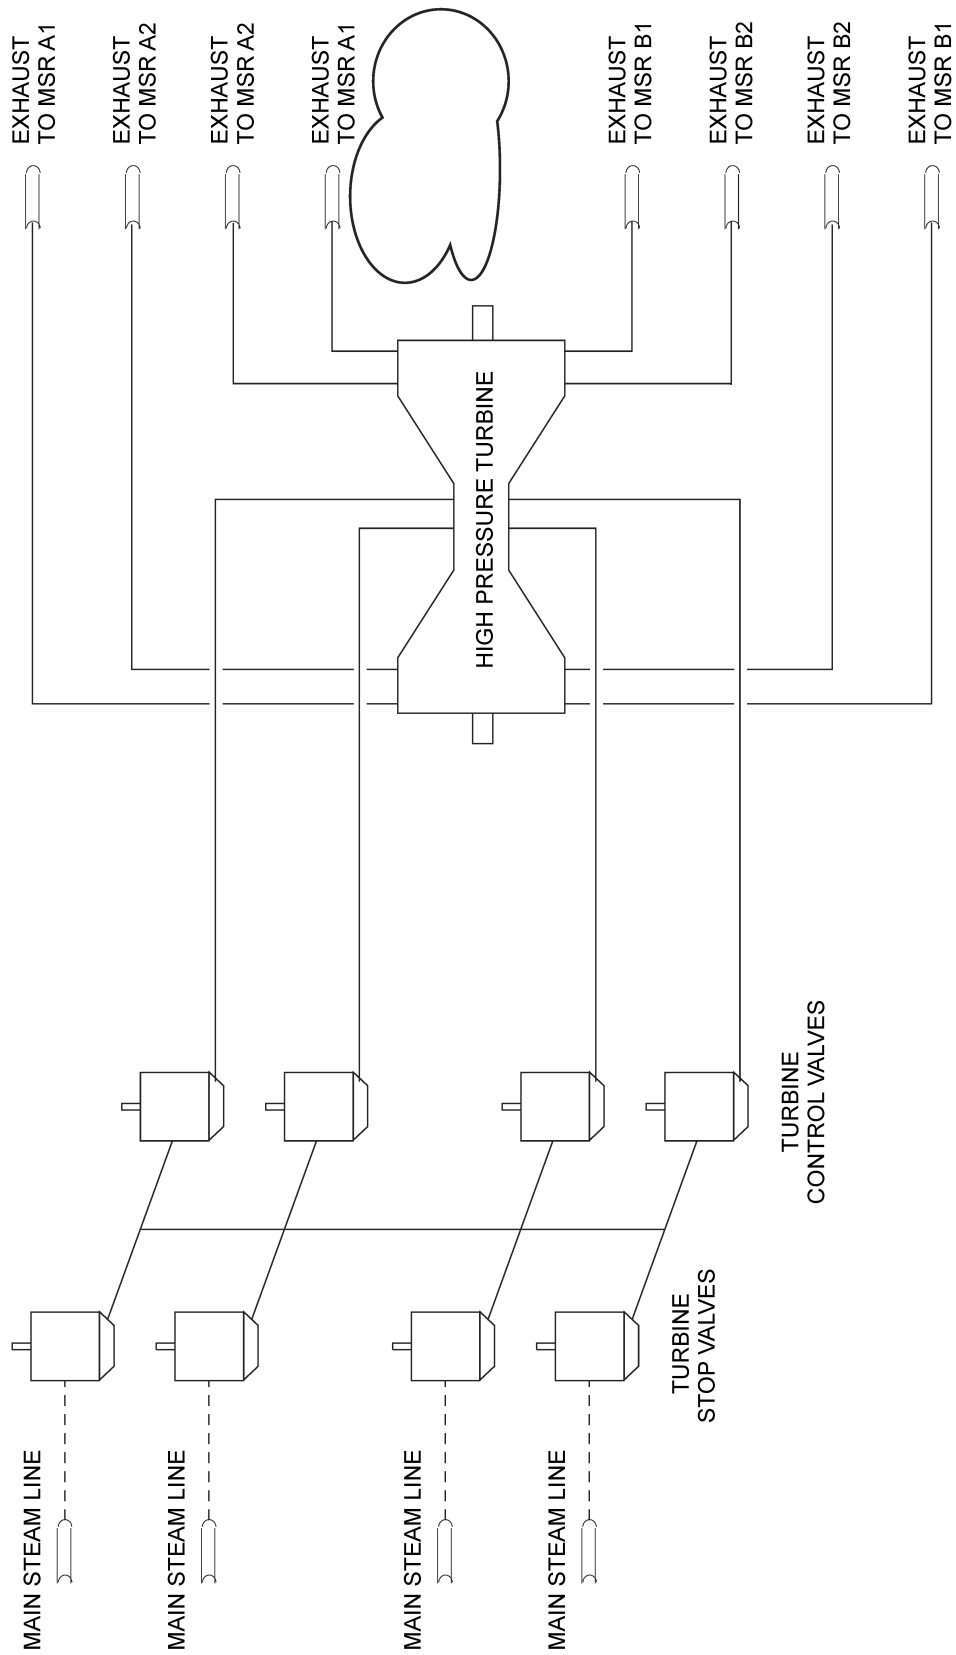 EXHAUST
TO MSR A1
EXHAUST
TO MSR A2
EXHAUST
TO MSR A2
EXHAUST
TO MSR A1
EXHAUST
TO MSR B1
EXHAUST
TO MSR B2
EXHAUST
TO MSR B2
EXHAUST
TO MSR B1
HIGH PRESSURE TURBINE
TURBINE
CONTROL VALVES
TURBINE
STOP VALVES
MAIN STEAM LINE
MAIN STEAM LINE
MAIN STEAM LINE
MAIN STEAM LINE